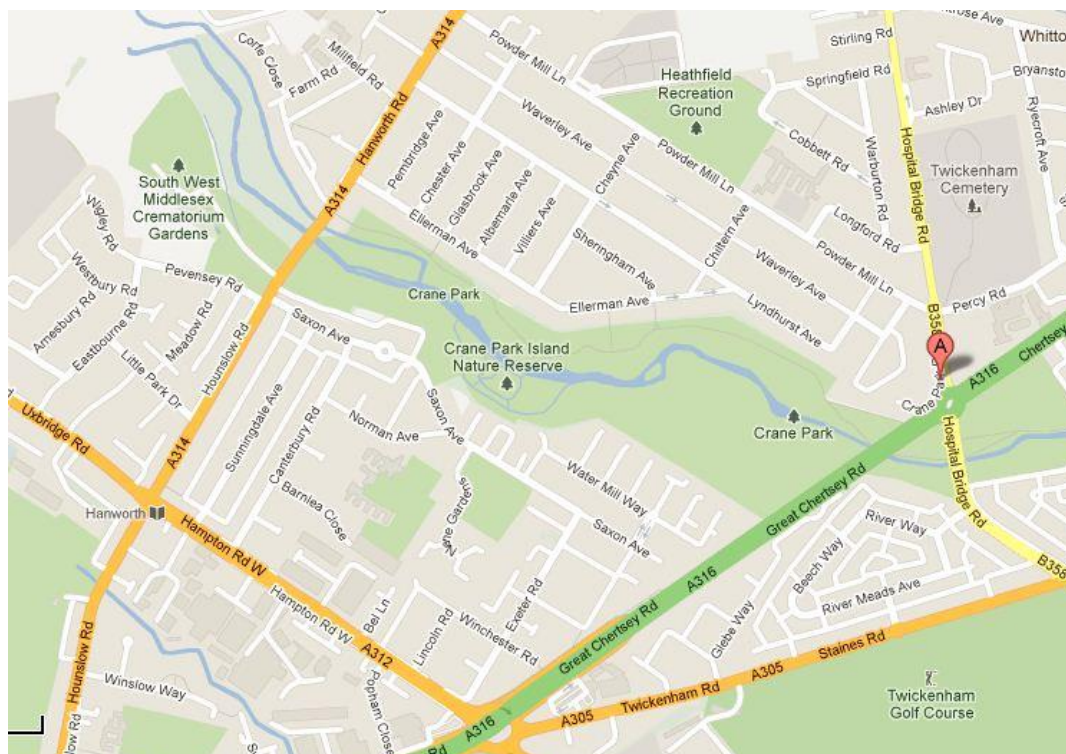 Corfe Close
Farm Rd
Millfield Rd
A314
Hanworth Rd
A314
Powder Mill Ln
Waverley Ave
Heathfield
Recreation
Ground
Stirling Rd
Springfield Rd
Whitto
Ashley Dr
Ryecroft Ave
Cobbett Rd
Warburton Rd
Hospital Bridge Rd
Twickenham
Cemetery
Longford Rd
Powder Mill Ln
Cheyne Ave
Pembridge Ave
Chester Ave
Glasbrook Ave
Albemarle Ave
Villiers Ave
Ellerman Ave
Sheringham Ave
Chiltern Ave
Waverley Ave
Powder Mill Ln
Lyndhurst Ave
Ellerman Ave
Percy Rd
B358
A
Chertsey
A316
South West
Middlesex
Crematorium
Gardens
Wigley Rd
Westbury Rd
Pevensey Rd
Amesbury Rd
Eastbourne Rd
Meadow Rd
Little Park Dr
Hounslow Rd
A314
Crane Park
Saxon Ave
Crane Park Island
Nature Reserve
Crane Park
Sunningdale Ave
Canterbury Rd
Norman Ave
Saxon Ave
Barnlea Close
Water Mill Way
Saxon Ave
Uxbridge Rd
Hanworth
Hampton Rd W
Hampton Rd W
A312
Bel Ln
Lincoln Rd
Winchester Rd
Exeter Rd
Popham Close
Great Chertsey Rd
A316
Great Chertsey Rd
A316
Rd
Hospital Bridge Rd
B358
River Way
Beech Way
River Meads Ave
Glebe Way
Staines Rd
A305
Twickenham Rd
A305
Twickenham
Golf Course
Hounslow Rd
Winslow Way